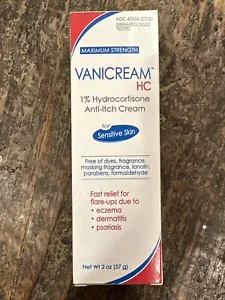 DERMATOLOGIST
TESTED
MAXIMUM STRENGTH
VANICREAM™
HC
1% Hydrocortisone
Anti-Itch Cream
for
Sensitive Skin
Free of dyes, fragrance,
masking fragrance, lanolin,
parabens, formaldehyde
Fast relief for
flare-ups due to
• eczema
• dermatitis
• psoriasis
Net Wt 2 oz (57 g)